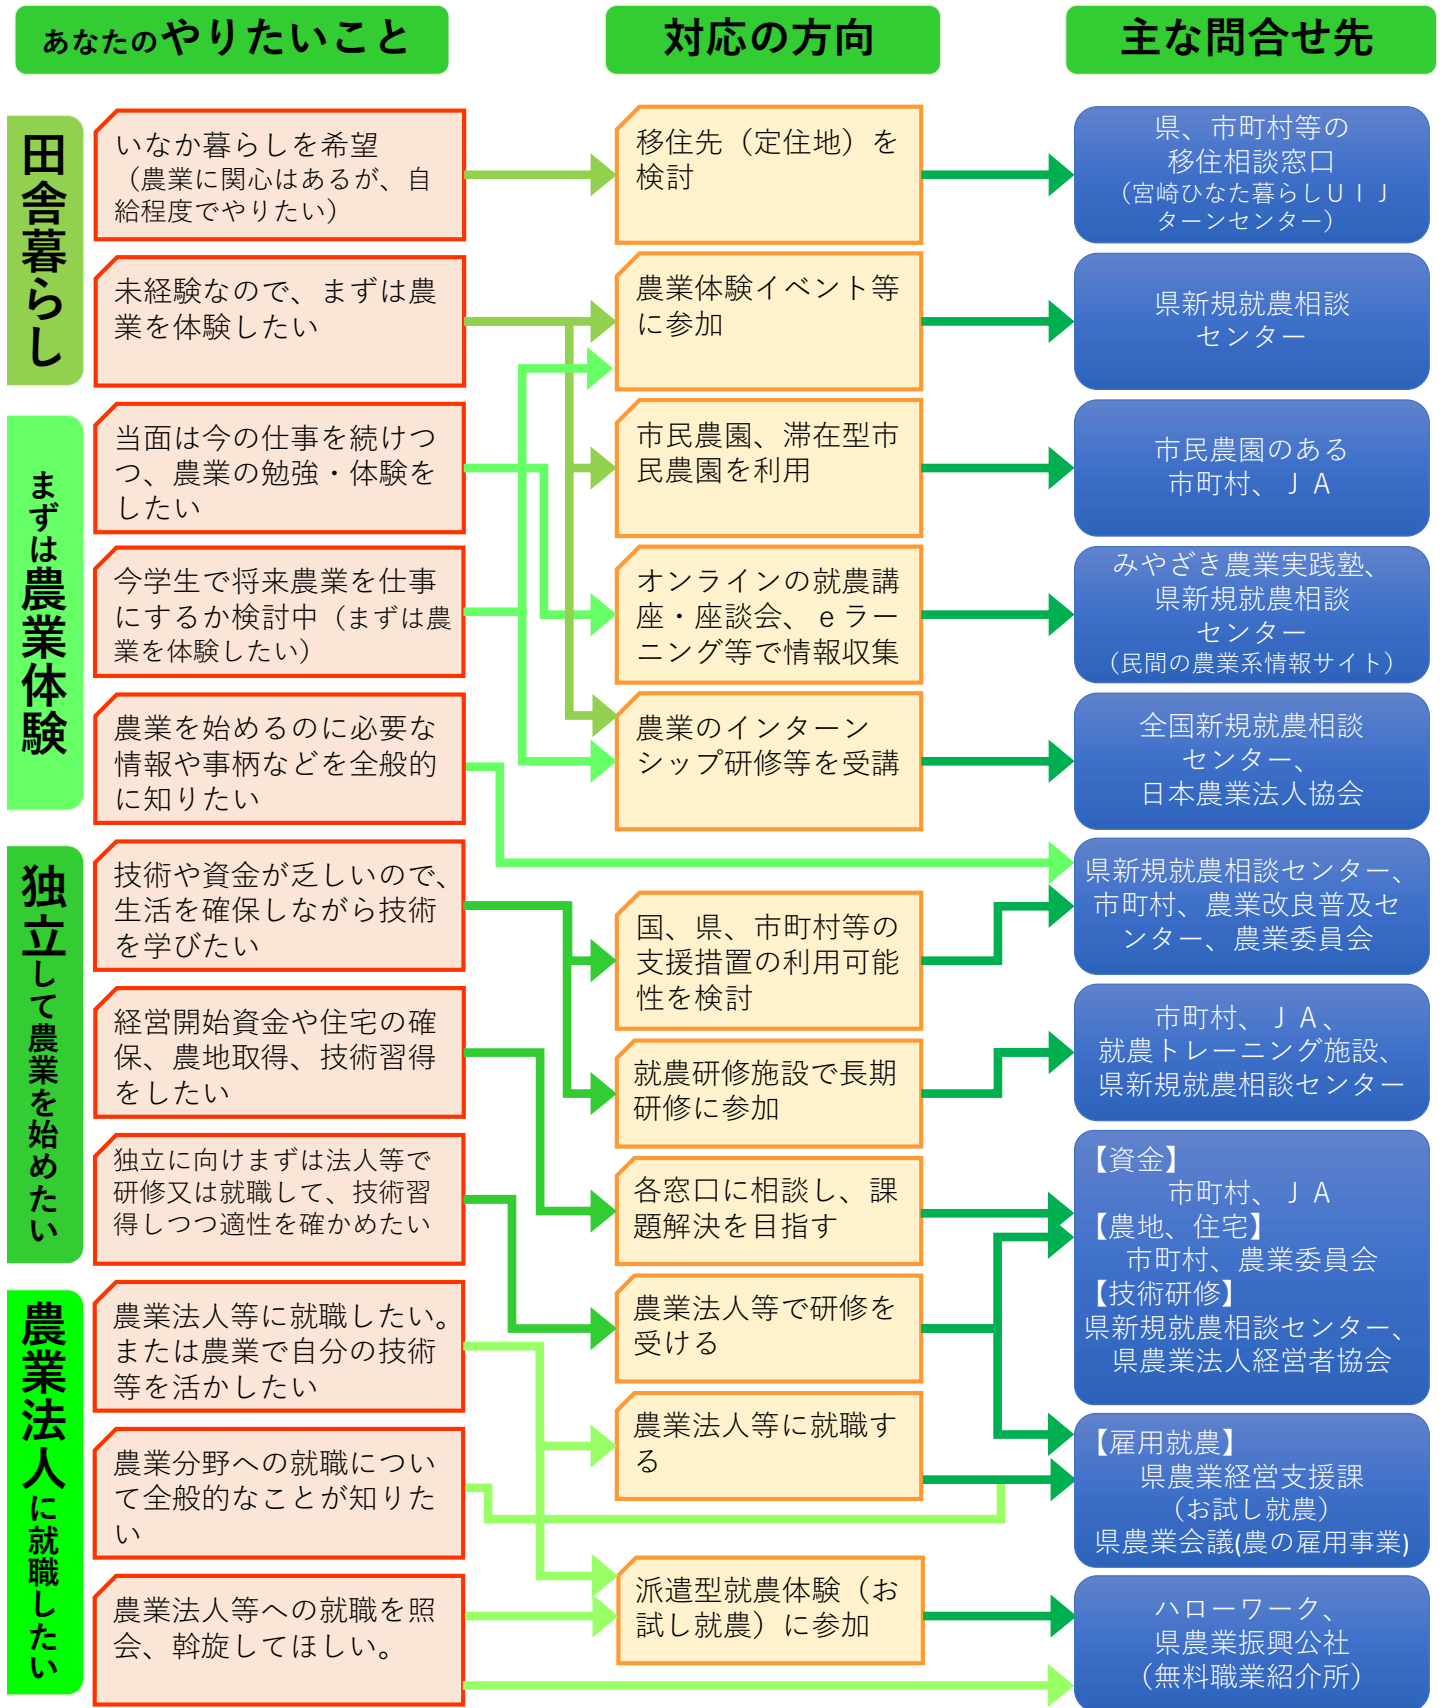 あなたのやりたいこと
対応の方向
主な問合せ先
田舎暮らし
いなか暮らしを希望
（農業に関心はあるが、自
給程度でやりたい）
移住先（定住地）を
検討
県、市町村等の
移住相談窓口
（宮崎ひなた暮らしＵＩＪ
ターンセンター）
未経験なので、まずは農
業を体験したい
農業体験イベント等
に参加
県新規就農相談
センター
まずは農業体験
当面は今の仕事を続けつ
つ、農業の勉強・体験を
したい
市民農園、滞在型市
民農園を利用
市民農園のある
市町村、ＪＡ
今学生で将来農業を仕事
にするか検討中（まずは農
業を体験したい）
オンラインの就農講
座・座談会、ｅラー
ニング等で情報収集
みやざき農業実践塾、
県新規就農相談
センター
（民間の農業系情報サイト）
農業を始めるのに必要な
情報や事柄などを全般的
に知りたい
農業のインターン
シップ研修等を受講
全国新規就農相談
センター、
日本農業法人協会
独立して農業を始めたい
技術や資金が乏しいので、
生活を確保しながら技術
を学びたい
国、県、市町村等の
支援措置の利用可能
性を検討
県新規就農相談センター、
市町村、農業改良普及セ
ンター、農業委員会
経営開始資金や住宅の確
保、農地取得、技術習得
をしたい
就農研修施設で長期
研修に参加
市町村、ＪＡ、
就農トレーニング施設、
県新規就農相談センター
独立に向けまずは法人等で
研修又は就職して、技術習
得しつつ適性を確かめたい
各窓口に相談し、課
題解決を目指す
【資金】
市町村、ＪＡ
【農地、住宅】
市町村、農業委員会
【技術研修】
県新規就農相談センター、
県農業法人経営者協会
農業法人に就職したい
農業法人等に就職したい。
または農業で自分の技術
等を活かしたい
農業法人等で研修を
受ける
農業法人等に就職す
る
農業分野への就職につい
て全般的なことが知りた
い
【雇用就農】
県農業経営支援課
（お試し就農）
県農業会議(農の雇用事業)
農業法人等への就職を照
会、斡旋してほしい。
派遣型就農体験（お
試し就農）に参加
ハローワーク、
県農業振興公社
（無料職業紹介所）